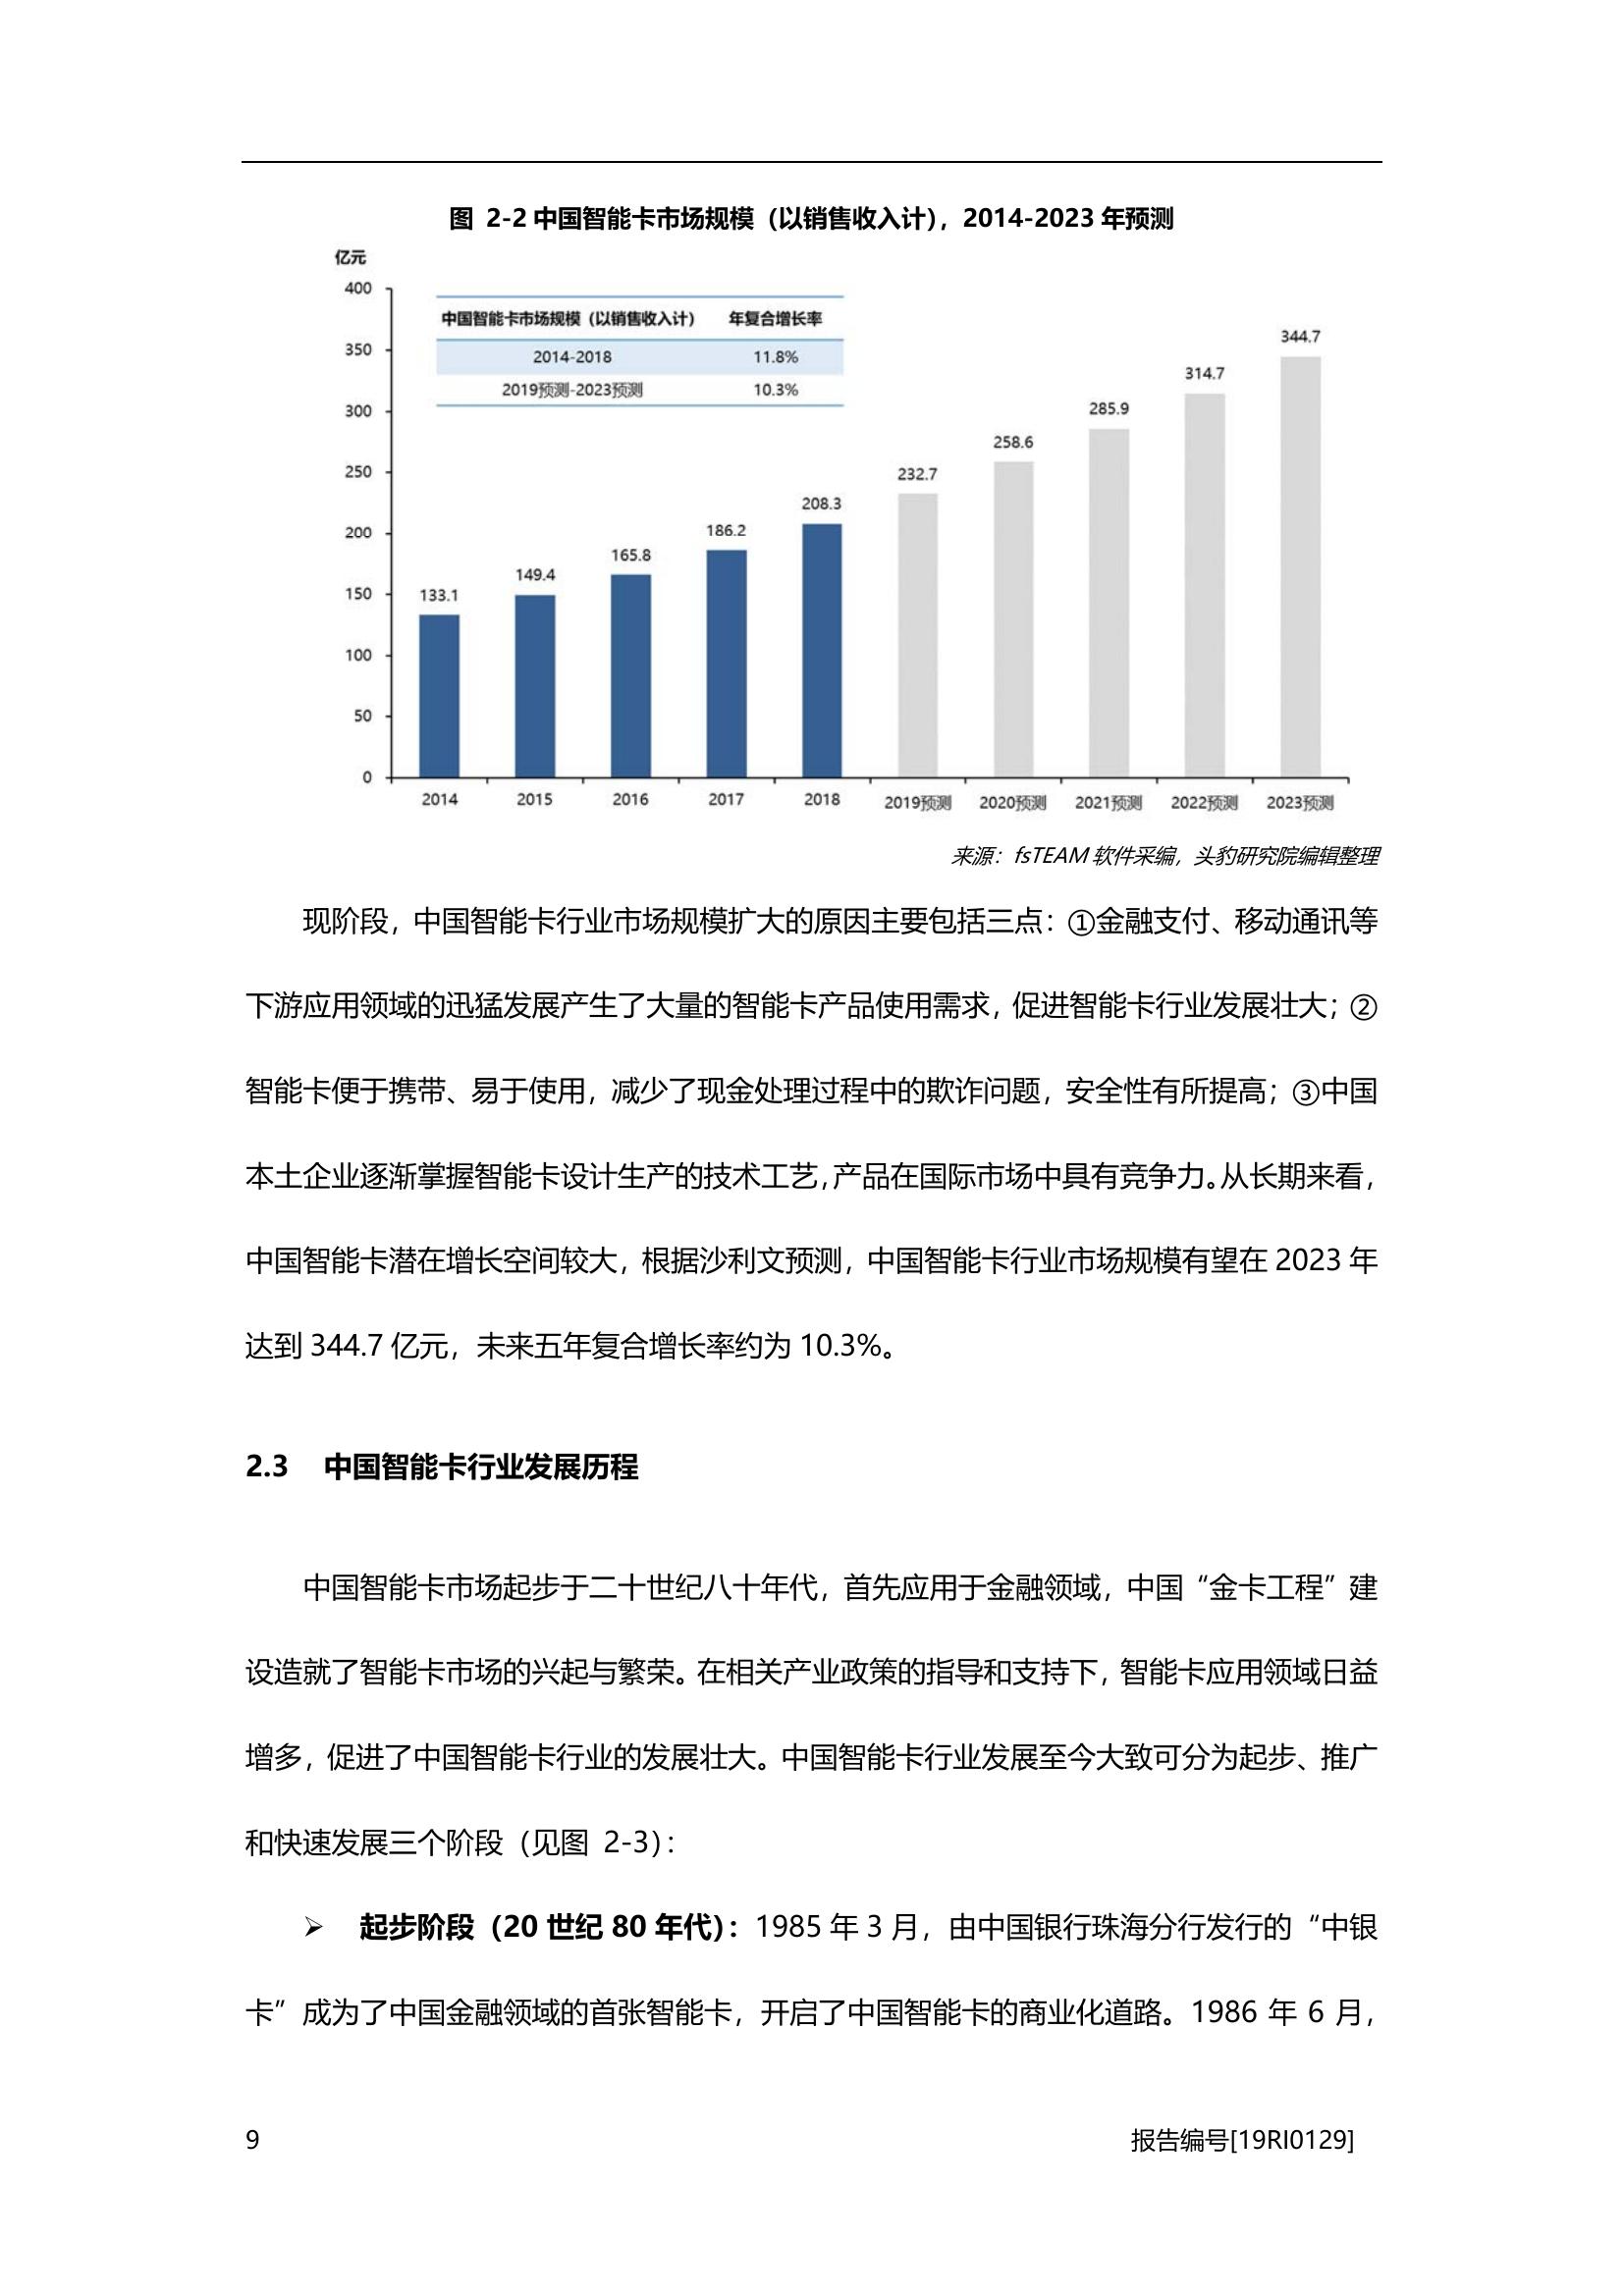 图 2-2 中国智能卡市场规模（以销售收入计），2014-2023 年预测
亿元
400
350
300
250
200
150
100
50
0
中国智能卡市场规模（以销售收入计） 年复合增长率
2014-2018 11.8%
2019预测-2023预测 10.3%
133.1
149.4
165.8
186.2
208.3
232.7
258.6
285.9
314.7
344.7
2014 2015 2016 2017 2018 2019预测 2020预测 2021预测 2022预测 2023预测
来源：fsTEAM 软件采编，头豹研究院编辑整理
现阶段，中国智能卡行业市场规模扩大的原因主要包括三点：①金融支付、移动通讯等
下游应用领域的迅猛发展产生了大量的智能卡产品使用需求，促进智能卡行业发展壮大；②
智能卡便于携带、易于使用，减少了现金处理过程中的欺诈问题，安全性有所提高；③中国
本土企业逐渐掌握智能卡设计生产的技术工艺，产品在国际市场中具有竞争力。从长期来看，
中国智能卡潜在增长空间较大，根据沙利文预测，中国智能卡行业市场规模有望在 2023 年
达到 344.7 亿元，未来五年复合增长率约为 10.3%。
2.3 中国智能卡行业发展历程
中国智能卡市场起步于二十世纪八十年代，首先应用于金融领域，中国“金卡工程”建
设造就了智能卡市场的兴起与繁荣。在相关产业政策的指导和支持下，智能卡应用领域日益
增多，促进了中国智能卡行业的发展壮大。中国智能卡行业发展至今大致可分为起步、推广
和快速发展三个阶段（见图 2-3）：
➢ 起步阶段（20 世纪 80 年代）：1985 年 3 月，由中国银行珠海分行发行的“中银
卡”成为了中国金融领域的首张智能卡，开启了中国智能卡的商业化道路。1986 年 6 月，
9 报告编号[19RI0129]